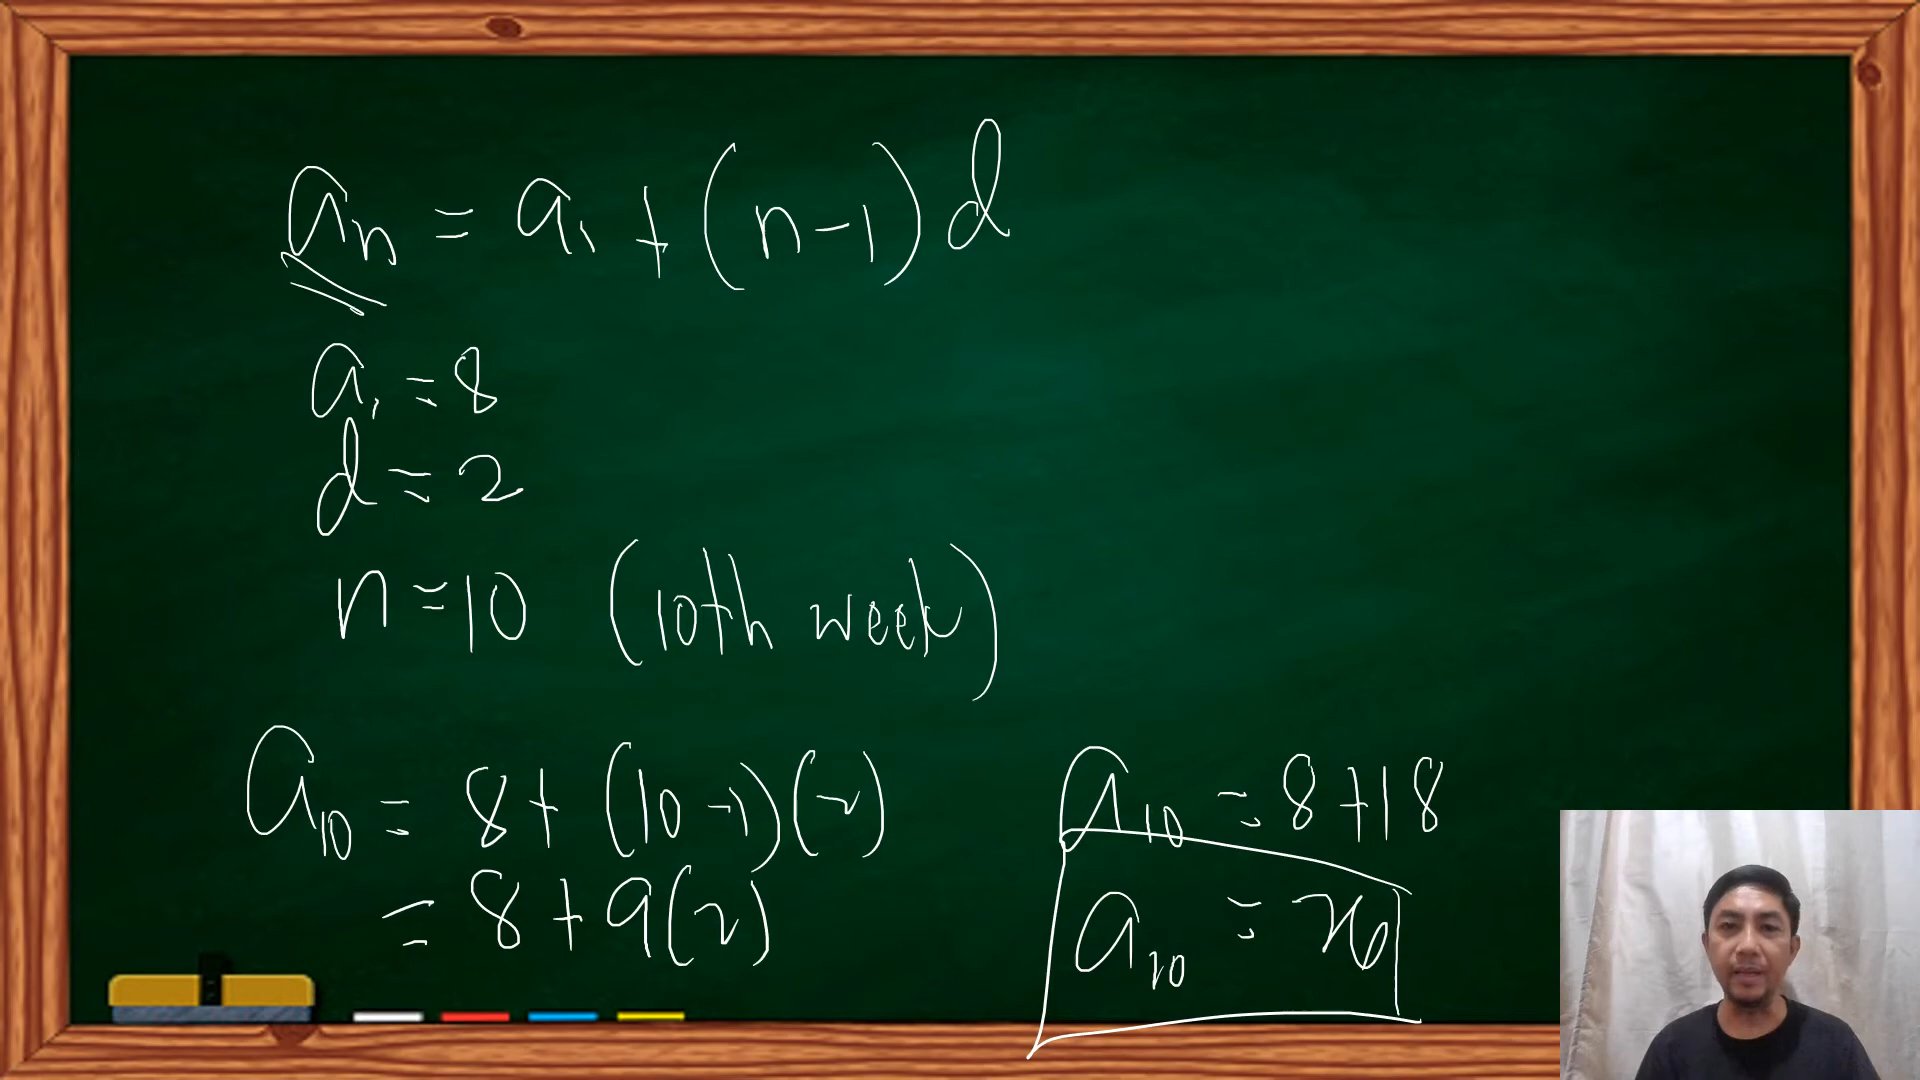 aₙ = a₁ + (n-1)d
a₁ = 8
d = 2
n = 10 (10th week)
a₁₀ = 8 + (10-1)(2)
= 8 + 9(2)
a₁₀ = 8+18
a₁₀ = 26